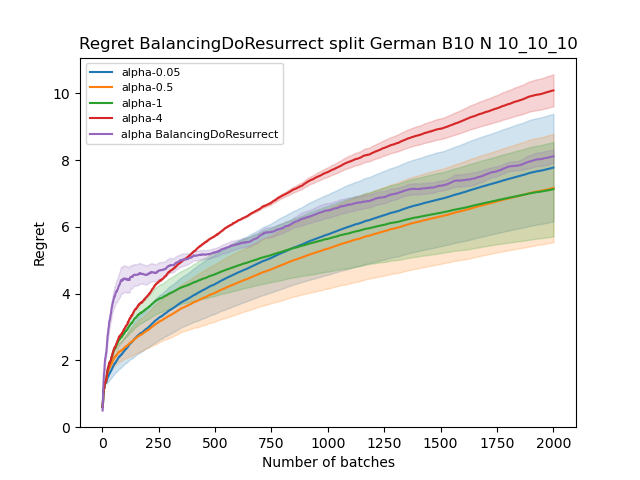 Regret BalancingDoResurrect split German B10 N 10_10_10
alpha-0.05
alpha-0.5
alpha-1
alpha-4
alpha BalancingDoResurrect
Regret
10
8
6
4
2
0
0 250 500 750 1000 1250 1500 1750 2000
Number of batches